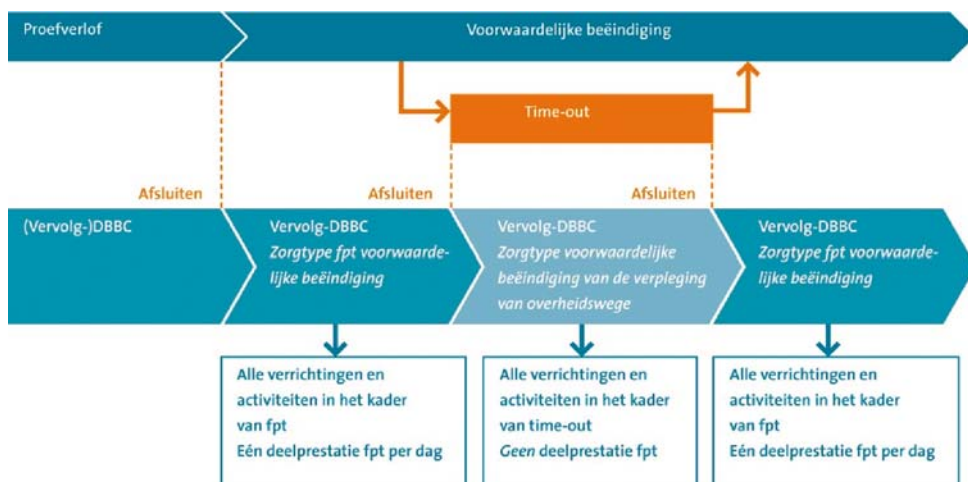 Proefverlof
Voorwaardelijke beëindiging
Time-out
Afsluiten
Afsluiten
Afsluiten
(Vervolg-)DBBC
Vervolg-DBBC
Zorgtype fpt voorwaarde-
lijke beëindiging
Vervolg-DBBC
Zorgtype voorwaardelijke
beëindiging van de verpleging
van overheidswege
Vervolg-DBBC
Zorgtype fpt voorwaarde-
lijke beëindiging
Alle verrichtingen en
activiteiten in het kader
van fpt
Eén deelprestatie fpt per dag
Alle verrichtingen en
activiteiten in het kader
van time-out
Geen deelprestatie fpt
Alle verrichtingen en
activiteiten in het kader
van fpt
Eén deelprestatie fpt per dag